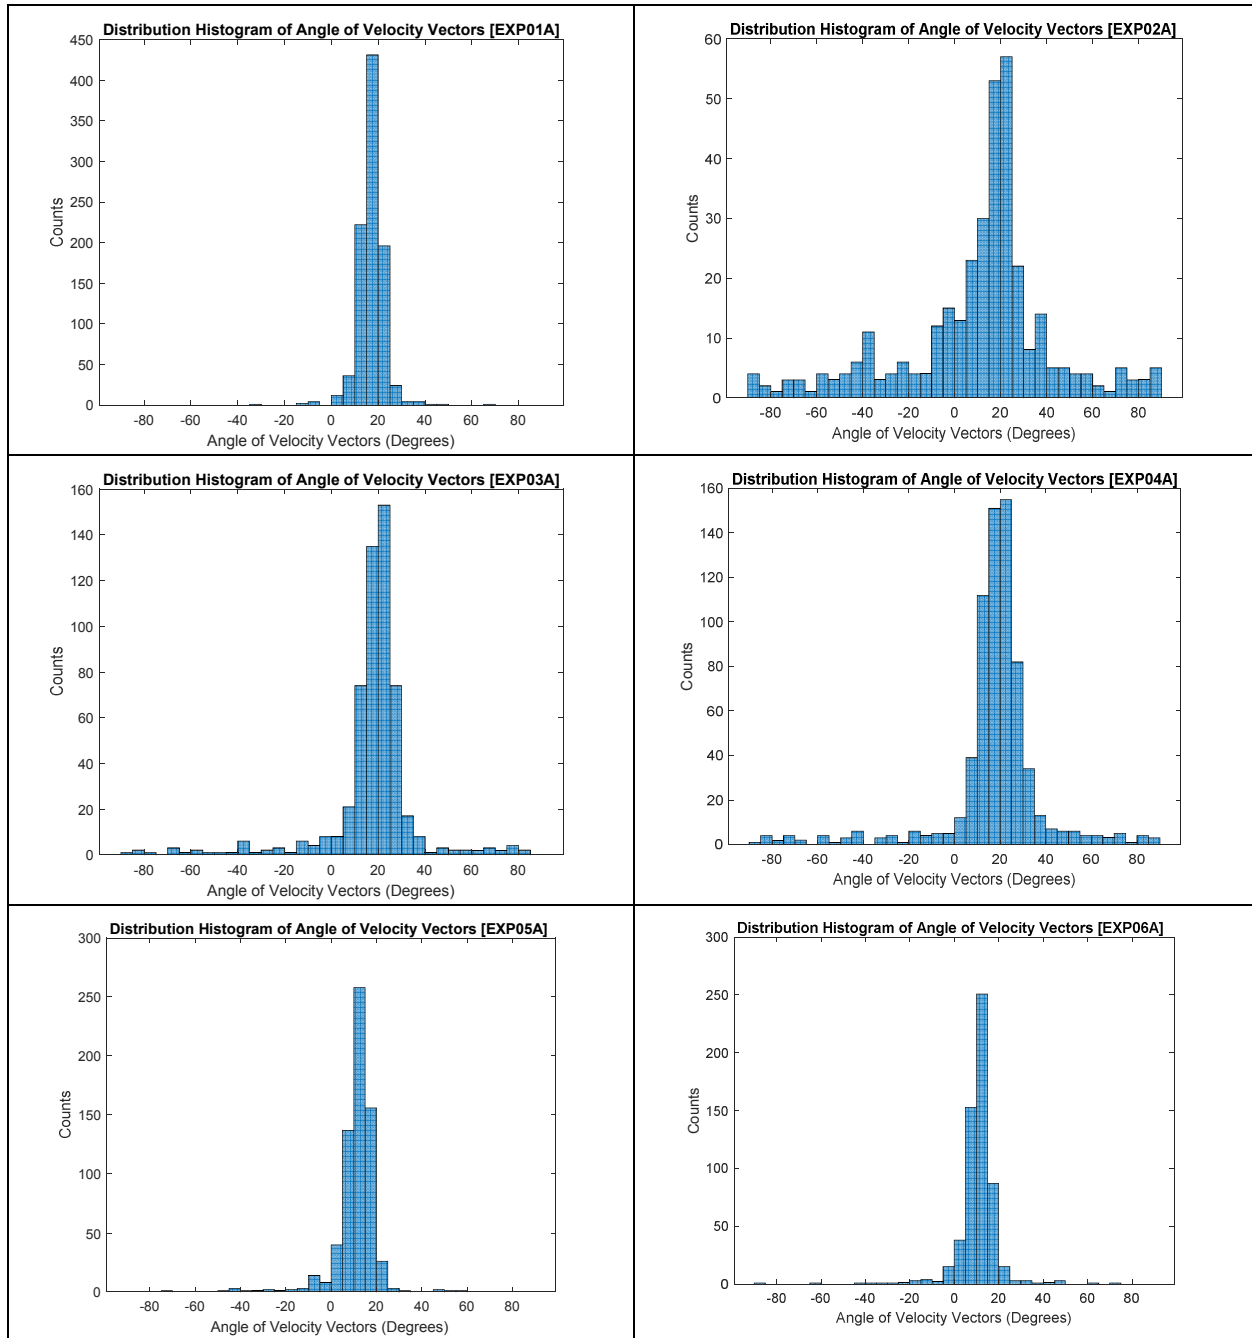 Distribution Histogram of Angle of Velocity Vectors [EXP01A]
450
400
350
300
250
200
150
100
50
0
Counts
-80 -60 -40 -20 0 20 40 60 80
Angle of Velocity Vectors (Degrees)
Distribution Histogram of Angle of Velocity Vectors [EXP02A]
60
50
40
30
20
10
0
Counts
-80 -60 -40 -20 0 20 40 60 80
Angle of Velocity Vectors (Degrees)
Distribution Histogram of Angle of Velocity Vectors [EXP03A]
160
140
120
100
80
60
40
20
0
Counts
-80 -60 -40 -20 0 20 40 60 80
Angle of Velocity Vectors (Degrees)
Distribution Histogram of Angle of Velocity Vectors [EXP04A]
160
140
120
100
80
60
40
20
0
Counts
-80 -60 -40 -20 0 20 40 60 80
Angle of Velocity Vectors (Degrees)
Distribution Histogram of Angle of Velocity Vectors [EXP05A]
300
250
200
150
100
50
0
Counts
-80 -60 -40 -20 0 20 40 60 80
Angle of Velocity Vectors (Degrees)
Distribution Histogram of Angle of Velocity Vectors [EXP06A]
300
250
200
150
100
50
0
Counts
-80 -60 -40 -20 0 20 40 60 80
Angle of Velocity Vectors (Degrees)